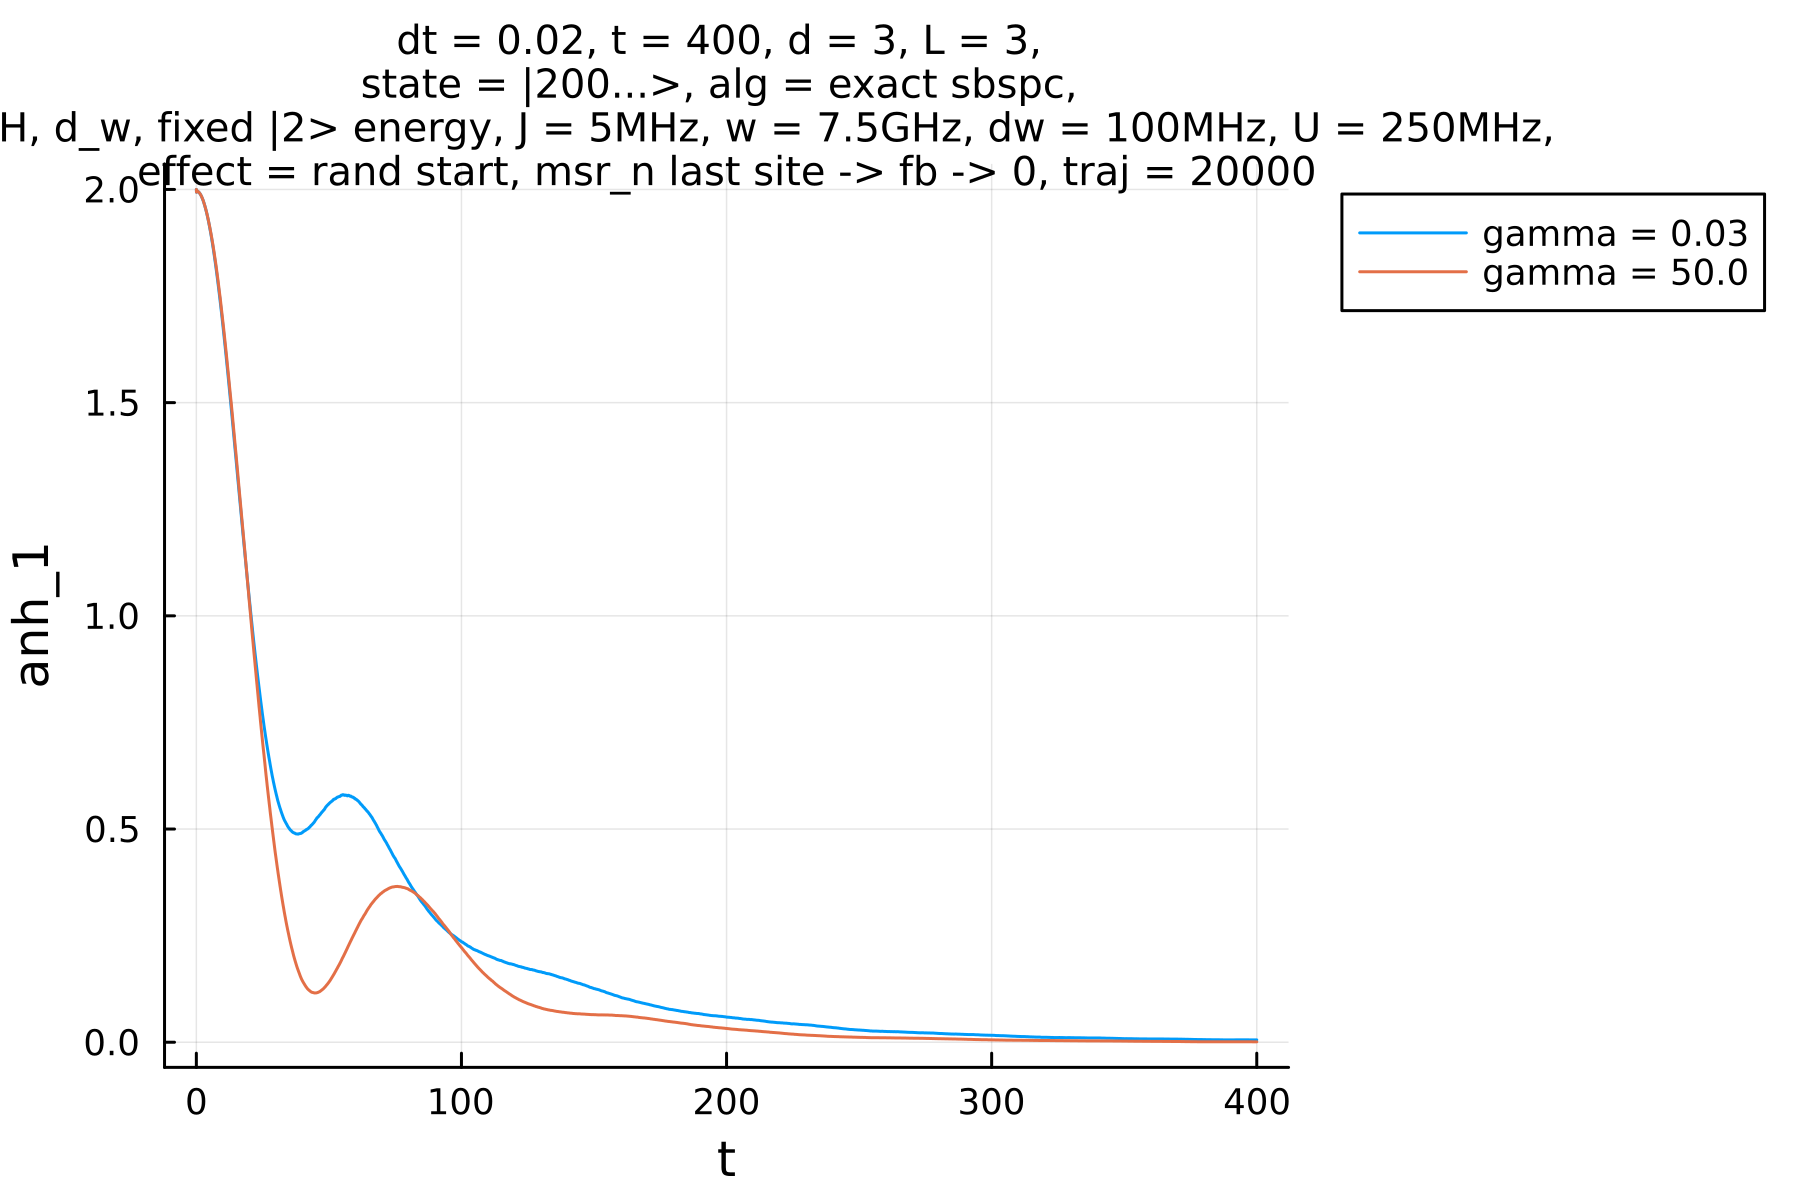 dt = 0.02, t = 400, d = 3, L = 3,
state = |200...>, alg = exact sbspc,
H, d_w, fixed |2> energy, J = 5MHz, w = 7.5GHz, dw = 100MHz, U = 250MHz,
effect = rand start, msr_n last site -> fb -> 0, traj = 20000
gamma = 0.03
gamma = 50.0
2.0
1.5
1.0
0.5
0.0
anh_1
0 100 200 300 400
t